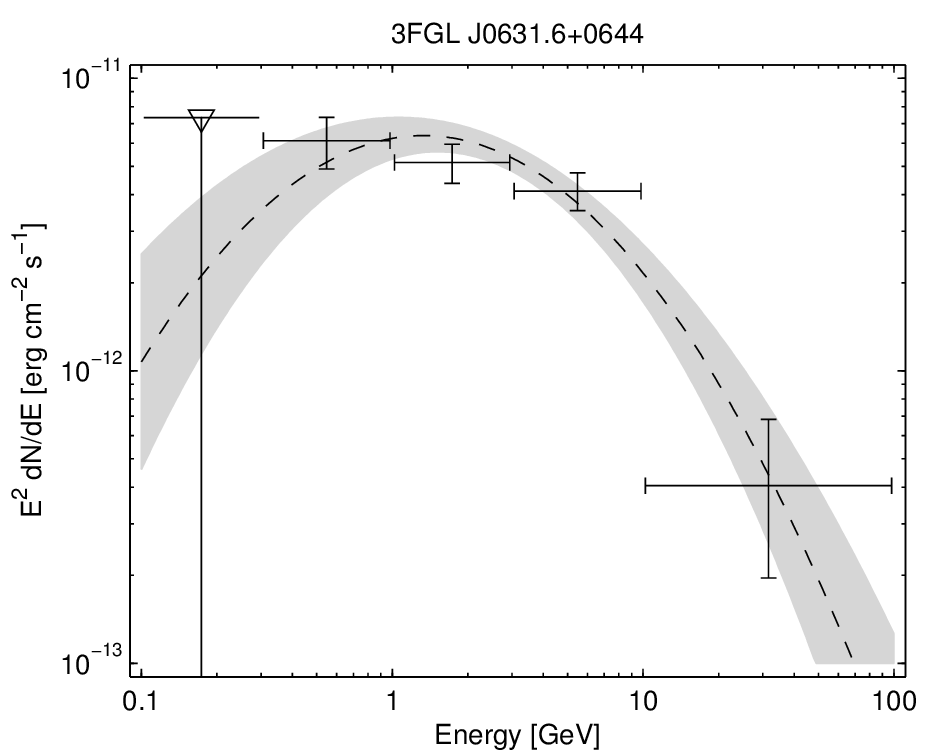 3FGL J0631.6+0644
10⁻¹¹
10⁻¹²
10⁻¹³
E² dN/dE [erg cm⁻² s⁻¹]
0.1 1 10 100
Energy [GeV]